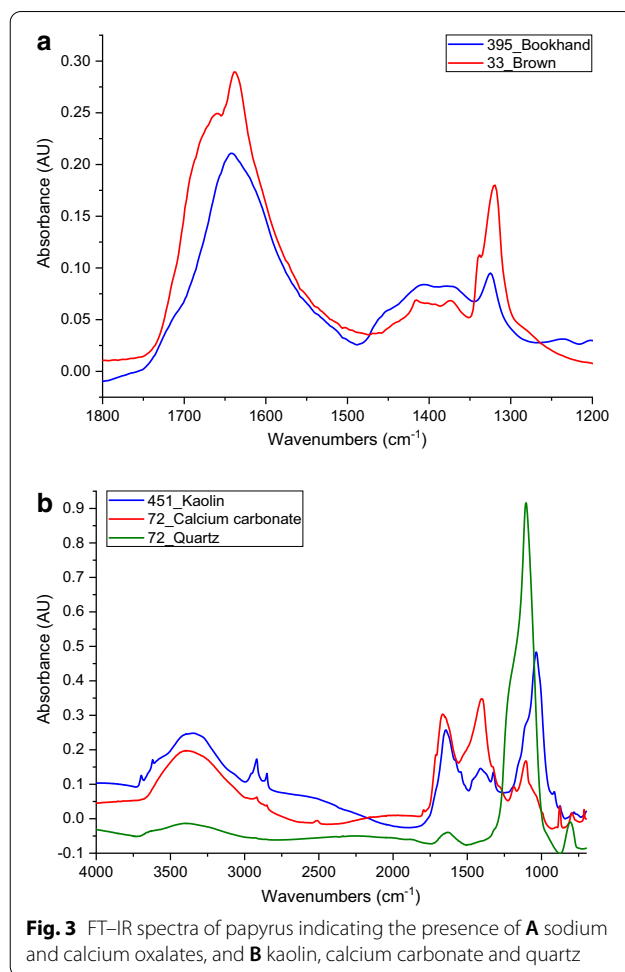 a
395_Bookhand
33_Brown
0.30
0.25
0.20
0.15
0.10
0.05
0.00
Absorbance (AU)
1800 1700 1600 1500 1400 1300 1200
Wavenumbers (cm⁻¹)
b
451_Kaolin
72_Calcium carbonate
72_Quartz
0.9
0.8
0.7
0.6
0.5
0.4
0.3
0.2
0.1
0.0
-0.1
Absorbance (AU)
4000 3500 3000 2500 2000 1500 1000
Wavenumbers (cm⁻¹)
Fig. 3 FT–IR spectra of papyrus indicating the presence of A sodium
and calcium oxalates, and B kaolin, calcium carbonate and quartz